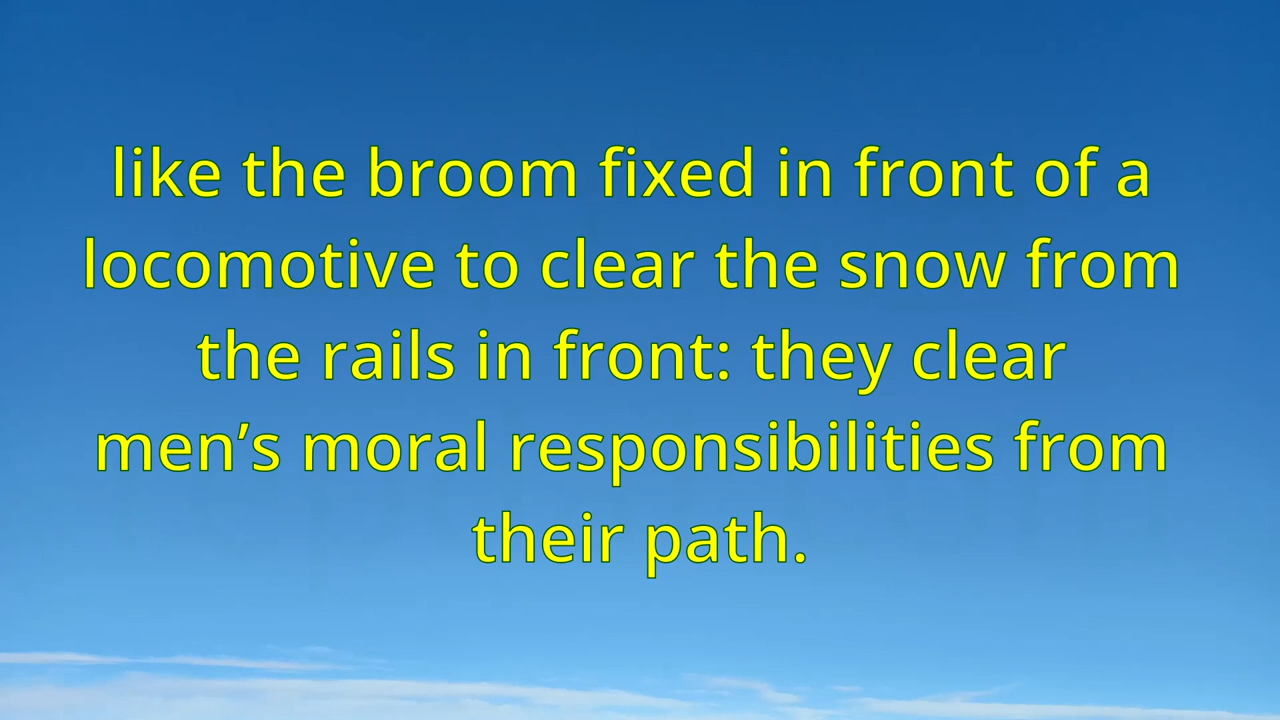 like the broom fixed in front of a
locomotive to clear the snow from
the rails in front: they clear
men’s moral responsibilities from
their path.